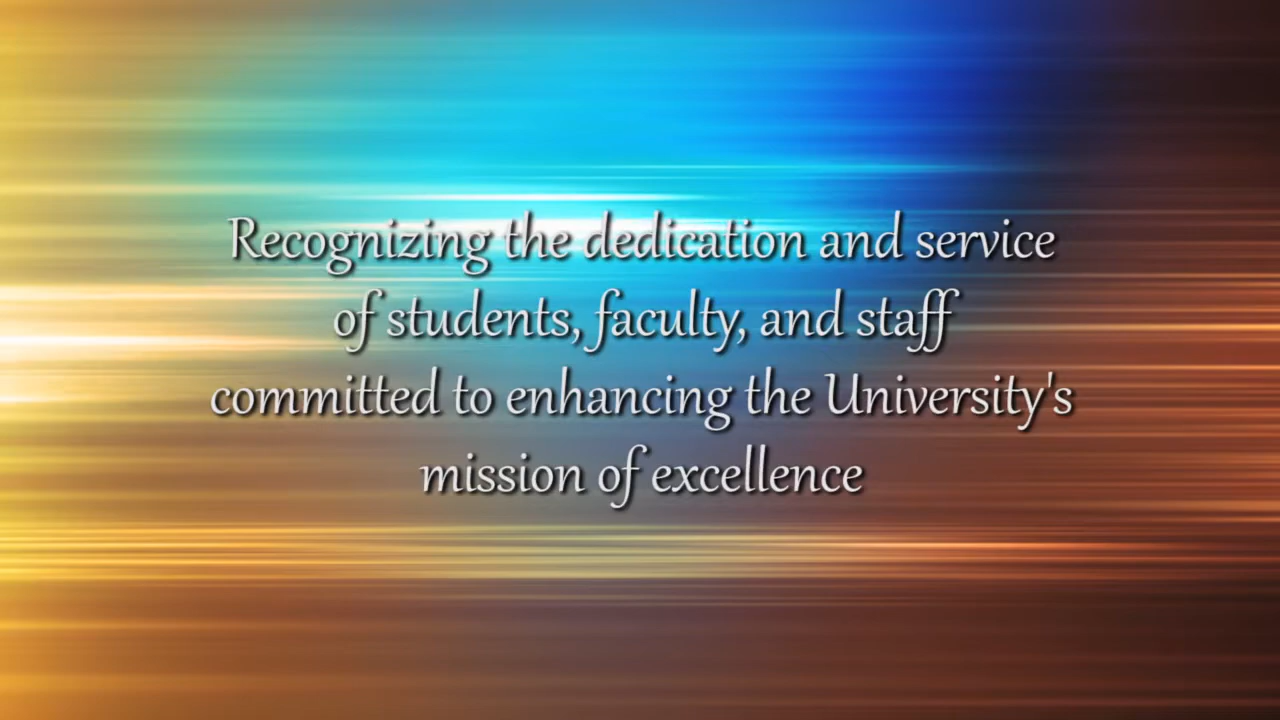 Recognizing the dedication and service
of students, faculty, and staff
committed to enhancing the University's
mission of excellence